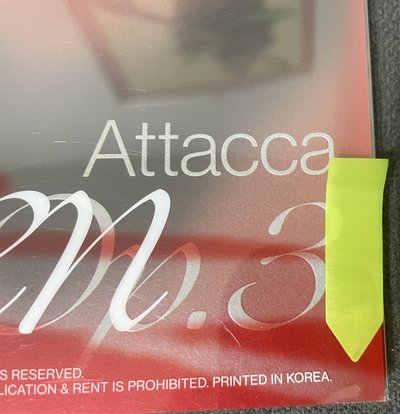 Attacca
Op. 3
S RESERVED.
LICATION & RENT IS PROHIBITED. PRINTED IN KOREA.